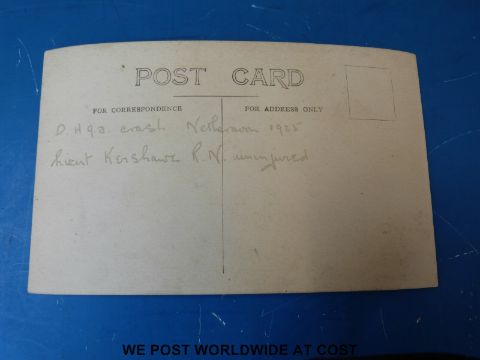 POST CARD
FOR CORRESPONDENCE
FOR ADDRESS ONLY
D.H.9a. crash Netheravon 1925
Lieut Kershaw R.N. uninjured
WE POST WORLDWIDE AT COST